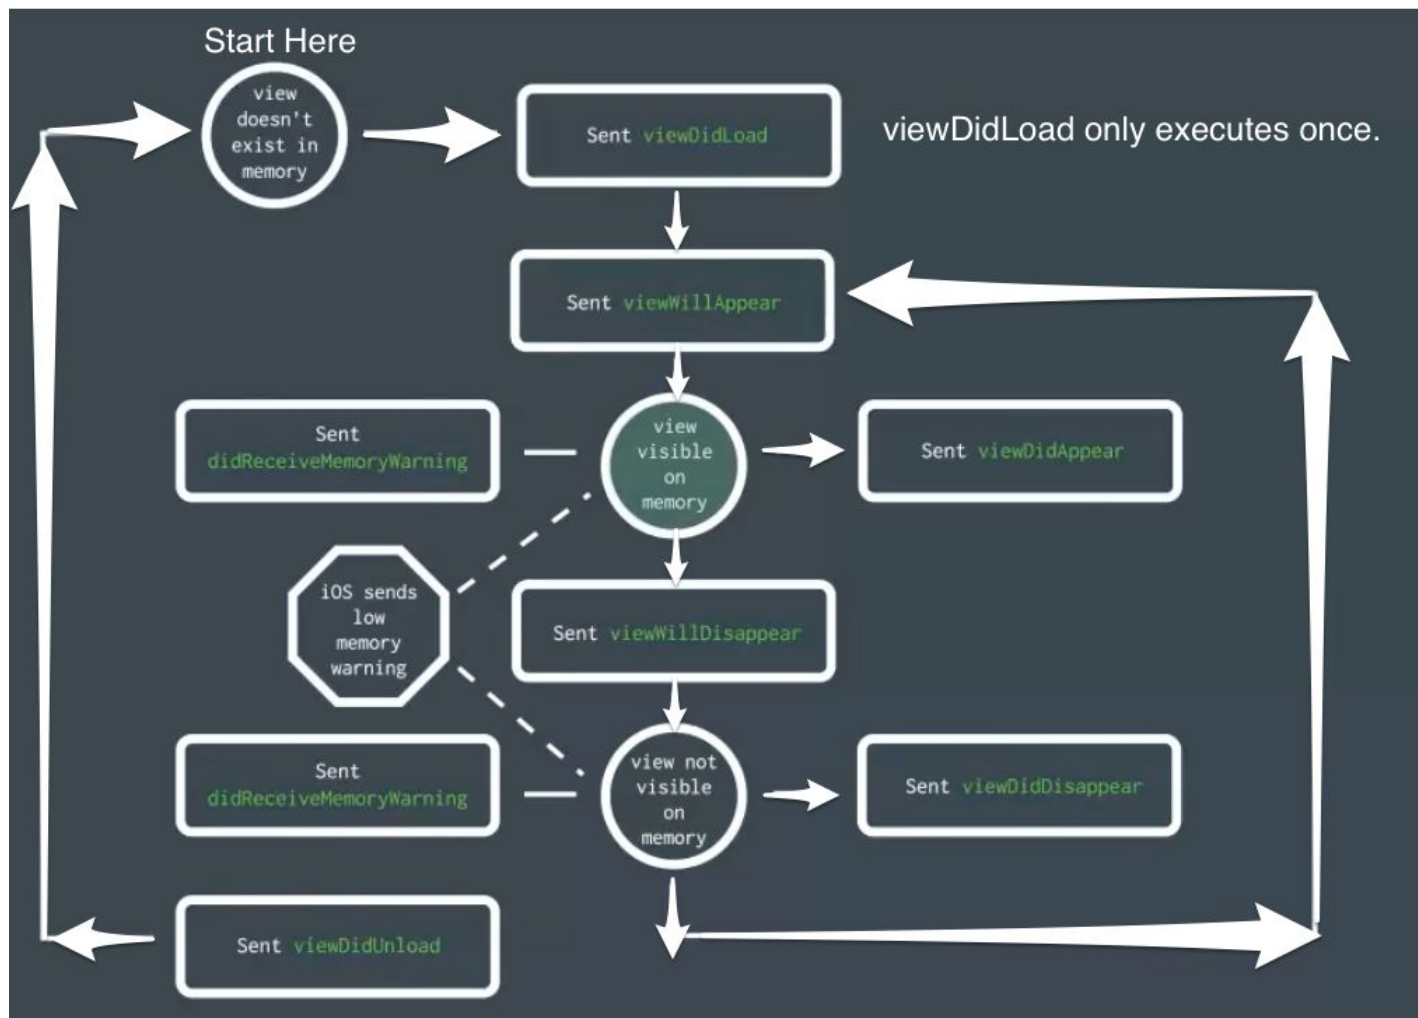 Start Here
view
doesn't
exist in
memory
Sent viewDidLoad
viewDidLoad only executes once.
Sent viewWillAppear
Sent
didReceiveMemoryWarning
view
visible
on
memory
Sent viewDidAppear
iOS sends
low
memory
warning
Sent viewWillDisappear
Sent
didReceiveMemoryWarning
view not
visible
on
memory
Sent viewDidDisappear
Sent viewDidUnload